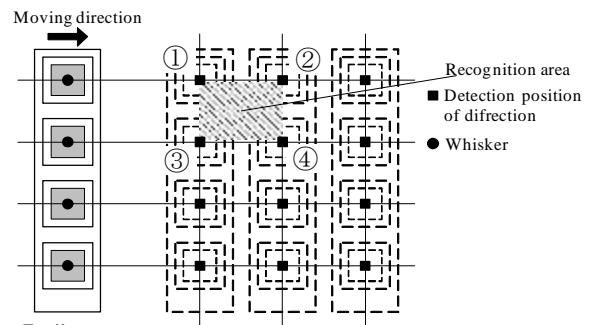 Moving direction
①
②
Recognition area
Detection position
of difrection
Whisker
③
④